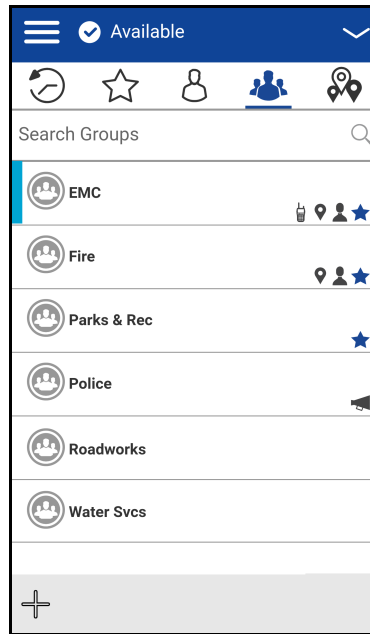 Available
Search Groups
EMC
Fire
Parks & Rec
Police
Roadworks
Water Svcs